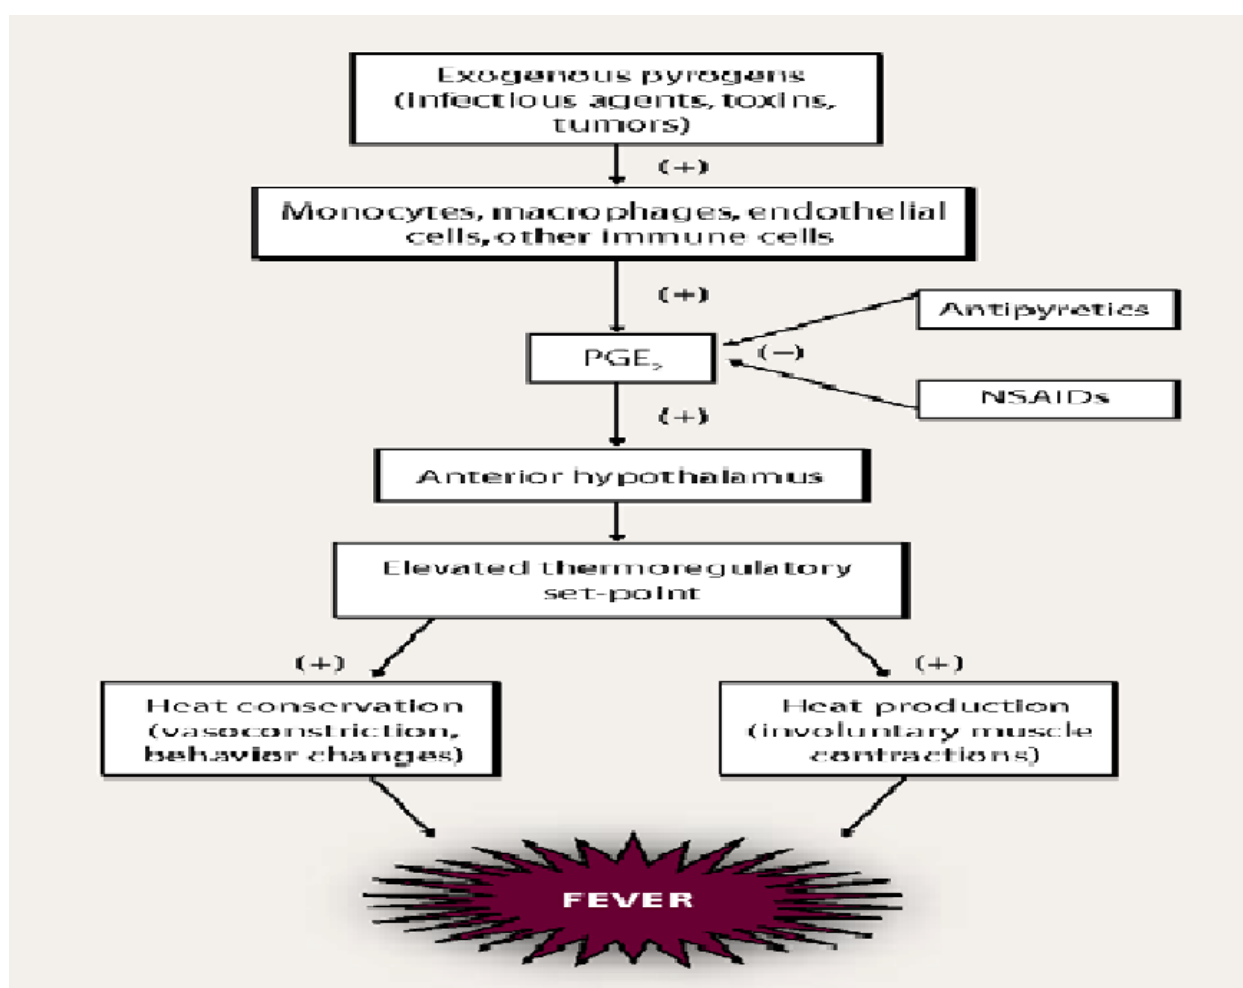 Exogenous pyrogens
(infectious agents, toxins,
tumors)
(+)
Monocytes, macrophages, endothelial
cells, other immune cells
(+)
Antipyretics
PGE₂
(−)
NSAIDs
(+)
Anterior hypothalamus
Elevated thermoregulatory
set-point
(+)
(+)
Heat conservation
(vasoconstriction,
behavior changes)
Heat production
(involuntary muscle
contractions)
FEVER